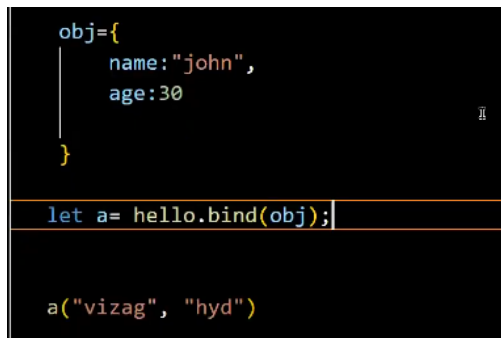 obj={
name:"john",
age:30
}
let a= hello.bind(obj);
a("vizag", "hyd")